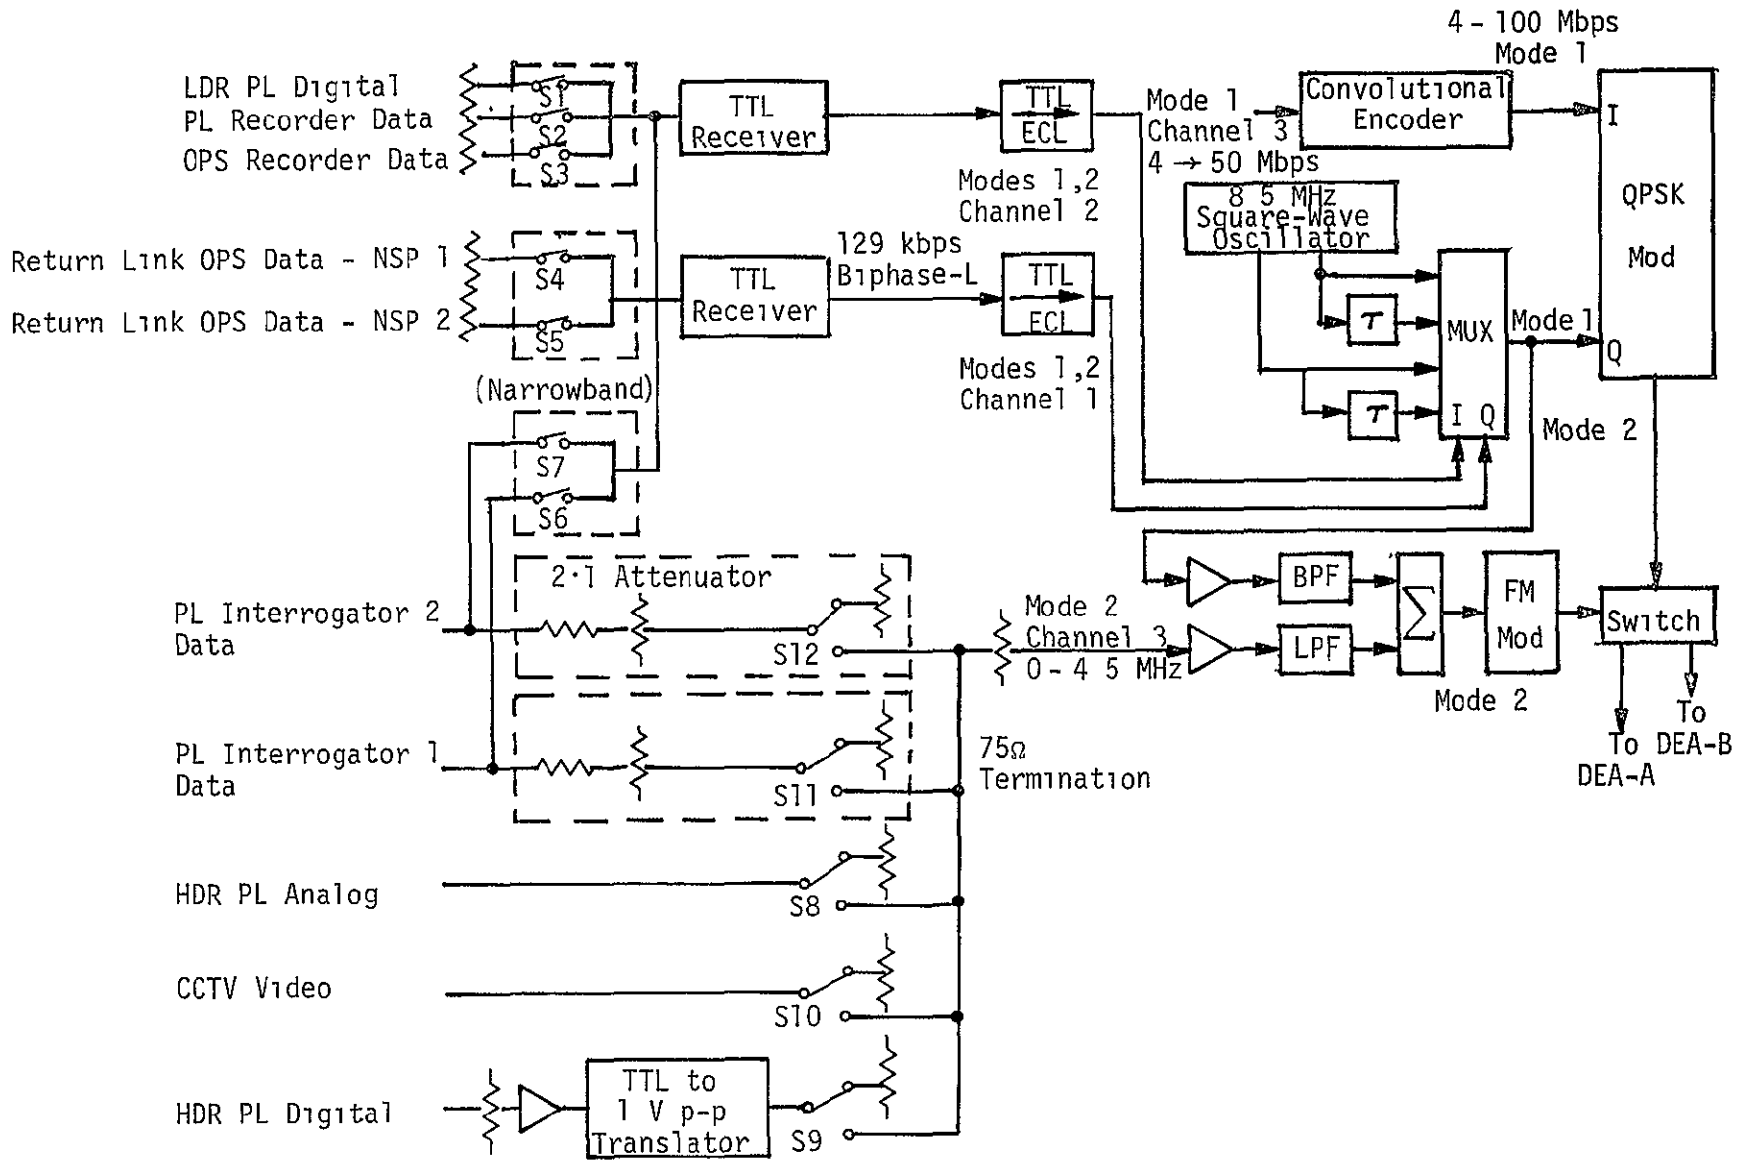 4 - 100 Mbps
Mode 1
LDR PL Digital
PL Recorder Data
OPS Recorder Data
S1
S2
S3
TTL
Receiver
TTL
ECL
Modes 1,2
Channel 2
Mode 1
Channel 3
4 → 50 Mbps
Convolutional
Encoder
I
QPSK
Mod
Q
8 5 MHz
Square-Wave
Oscillator
Return Link OPS Data - NSP 1
Return Link OPS Data - NSP 2
S4
S5
(Narrowband)
TTL
Receiver
129 kbps
Biphase-L
TTL
ECL
Modes 1,2
Channel 1
τ
τ
MUX
I Q
Mode 1
Mode 2
S7
S6
2·1 Attenuator
PL Interrogator 2
Data
S12
Mode 2
Channel 3
0 - 4 5 MHz
BPF
LPF
Σ
FM
Mod
Switch
Mode 2
To
DEA-A
To
DEA-B
PL Interrogator 1
Data
S11
75Ω
Termination
HDR PL Analog
S8
CCTV Video
S10
HDR PL Digital
TTL to
1 V p-p
Translator
S9